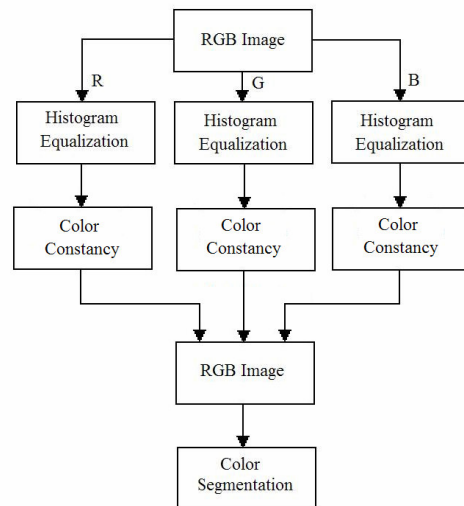 RGB Image
R
G
B
Histogram
Equalization
Histogram
Equalization
Histogram
Equalization
Color
Constancy
Color
Constancy
Color
Constancy
RGB Image
Color
Segmentation